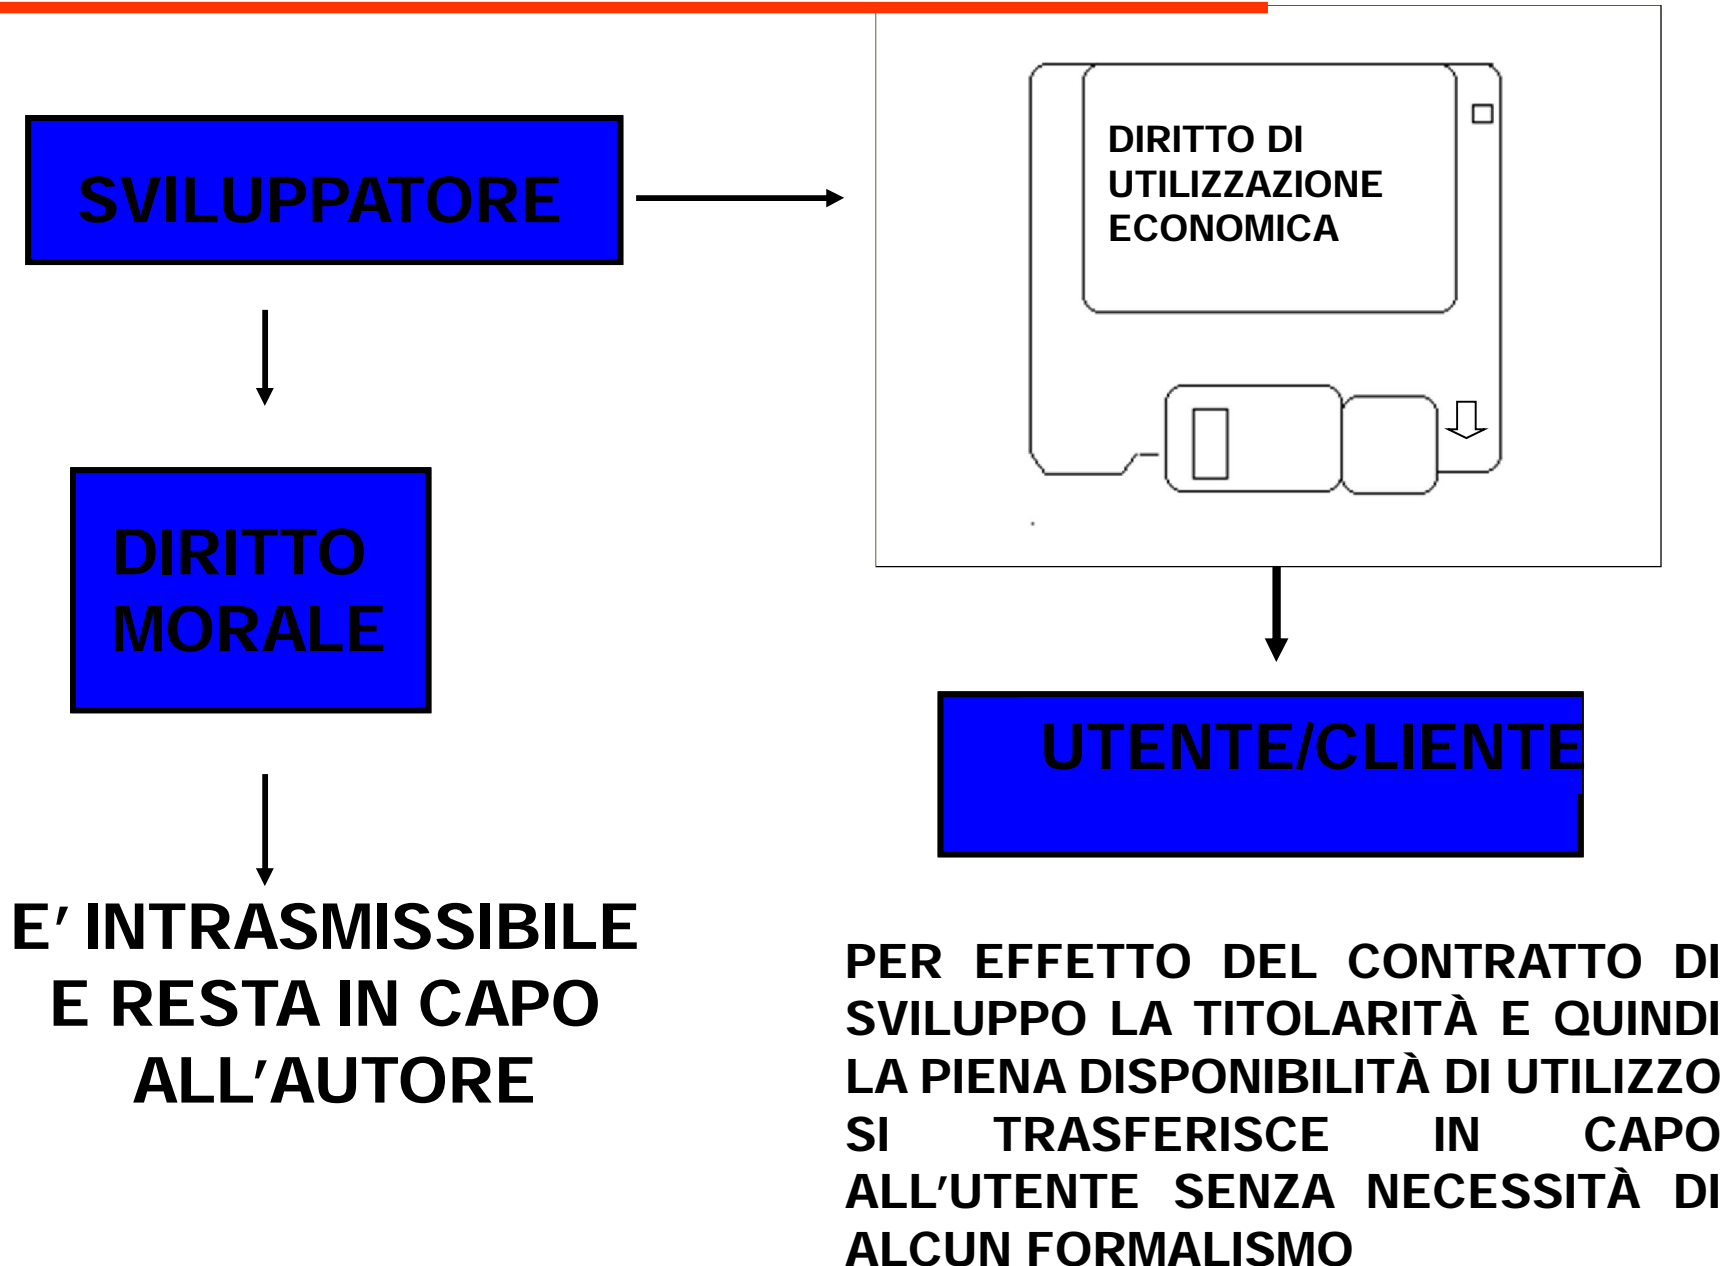 SVILUPPATORE
DIRITTO DI
UTILIZZAZIONE
ECONOMICA
DIRITTO
MORALE
UTENTE/CLIENTE
E’ INTRASMISSIBILE
E RESTA IN CAPO
ALL’AUTORE
PER EFFETTO DEL CONTRATTO DI
SVILUPPO LA TITOLARITÀ E QUINDI
LA PIENA DISPONIBILITÀ DI UTILIZZO
SI TRASFERISCE IN CAPO
ALL’UTENTE SENZA NECESSITÀ DI
ALCUN FORMALISMO